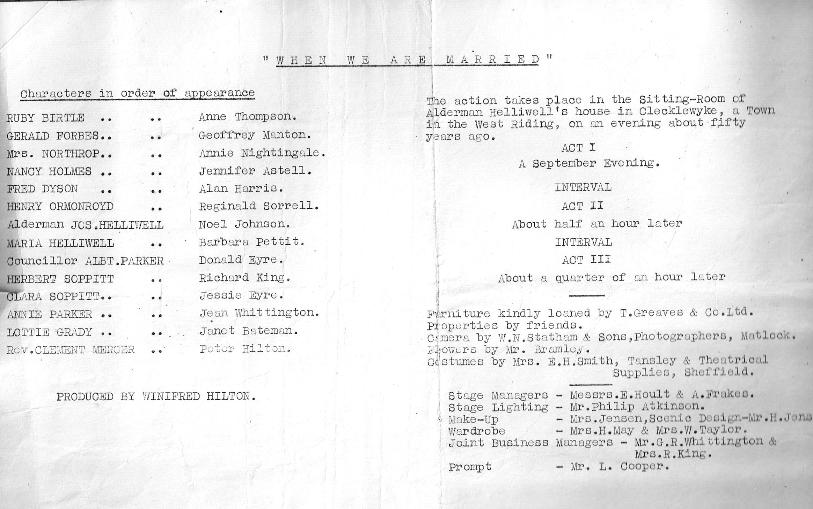 "WHEN WE ARE MARRIED"
Characters in order of appearance
RUBY BIRTLE .. .. Anne Thompson.
GERALD FORBES.. .. Geoffrey Manton.
Mrs. NORTHROP.. .. Annie Nightingale.
NANCY HOLMES .. .. Jennifer Astell.
FRED DYSON .. .. Alan Harris.
HENRY ORMONROYD .. Reginald Sorrell.
Alderman JOS.HELLIWELL Noel Johnson.
MARIA HELLIWELL .. Barbara Pettit.
Councillor ALBT.PARKER Donald Eyre.
HERBERT SOPPITT .. Richard King.
CLARA SOPPITT.. .. Jessie Eyre.
ANNIE PARKER .. .. Jean Whittington.
LOTTIE GRADY .. .. Janet Bateman.
Rev.CLEMENT MERCER .. Peter Hilton.
PRODUCED BY WINIFRED HILTON.
The action takes place in the Sitting-Room of
Alderman Helliwell's house in Clecklewyke, a Town
in the West Riding, on an evening about fifty
years ago.
ACT I
A September Evening.
INTERVAL
ACT II
About half an hour later
INTERVAL
ACT III
About a quarter of an hour later
Furniture kindly loaned by T.Greaves & Co.Ltd.
Properties by friends.
Camera by W.N.Statham & Sons,Photographers, Matlock.
Flowers by Mr. Bramley.
Costumes by Mrs. E.H.Smith, Tansley & Theatrical
Supplies, Sheffield.
Stage Managers - Messrs.E.Hoult & A.Frakes.
Stage Lighting - Mr.Philip Atkinson.
Make-Up - Mrs.Jensen,Scenic Design-Mr.H.Jens
Wardrobe - Mrs.H.May & Mrs.W.Taylor.
Joint Business Managers - Mr.G.R.Whittington &
Mrs.R.King.
Prompt - Mr. L. Cooper.